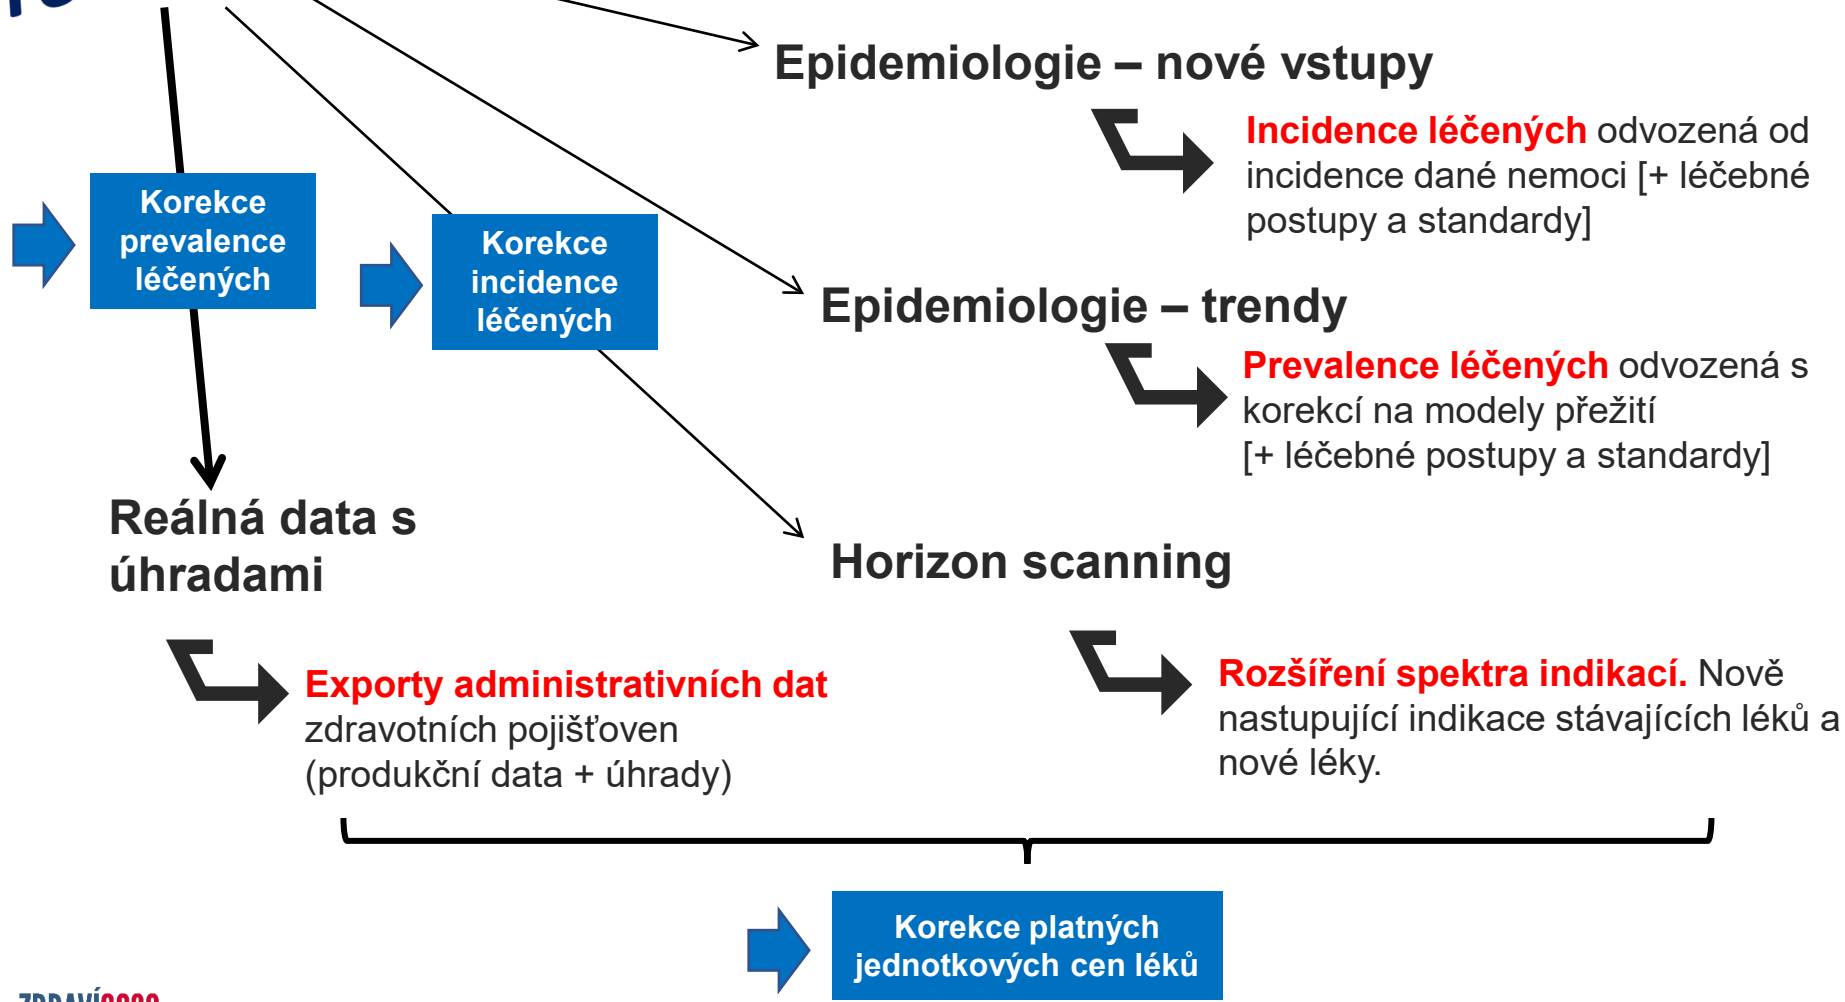 Epidemiologie – nové vstupy
Incidence léčených odvozená od
incidence dané nemoci [+ léčebné
postupy a standardy]
Korekce
prevalence
léčených
Korekce
incidence
léčených
Epidemiologie – trendy
Prevalence léčených odvozená s
korekcí na modely přežití
[+ léčebné postupy a standardy]
Reálná data s
úhradami
Horizon scanning
Exporty administrativních dat
zdravotních pojišťoven
(produkční data + úhrady)
Rozšíření spektra indikací. Nově
nastupující indikace stávajících léků a
nové léky.
Korekce platných
jednotkových cen léků